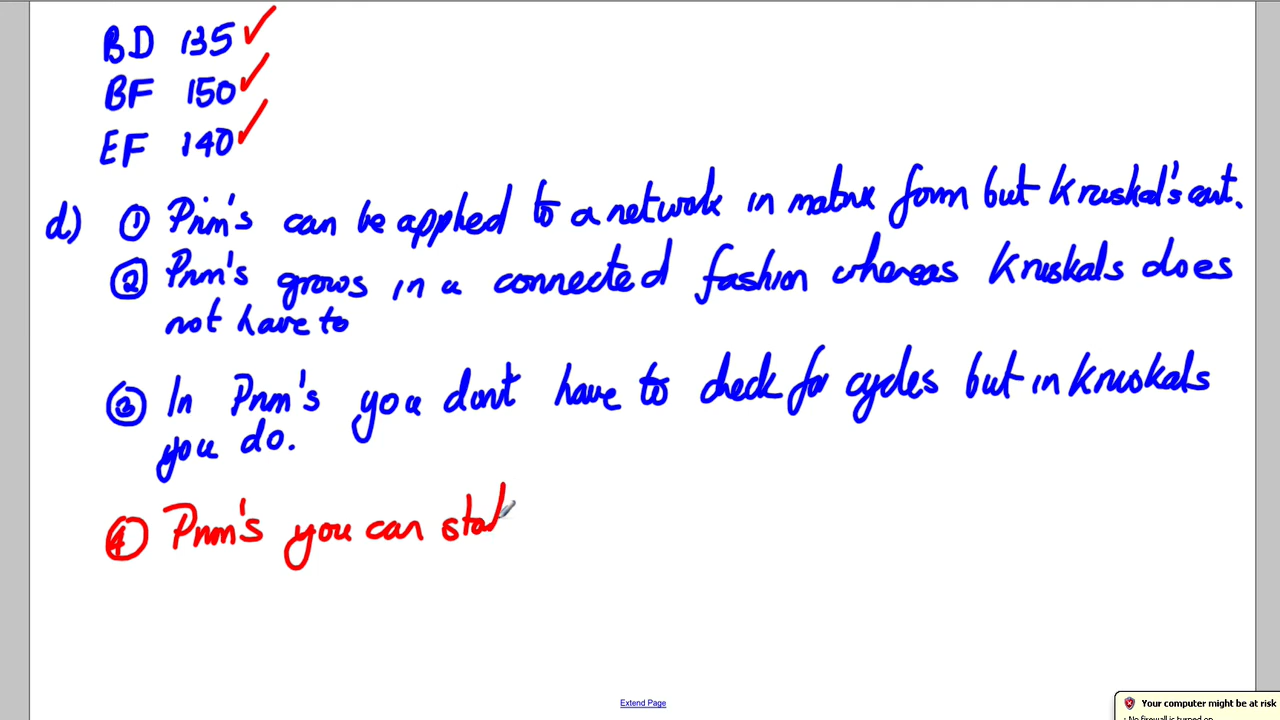 BD 135 ✓
BF 150 ✓
EF 140 ✓
d) ① Prim's can be applied to a network in matrix form but Kruskal's can't.
② Prim's grows in a connected fashion whereas Kruskals does
not have to
③ In Prim's you don't have to check for cycles but in Kruskals
you do.
④ Prim's you can sta
Extend Page
Your computer might be at risk